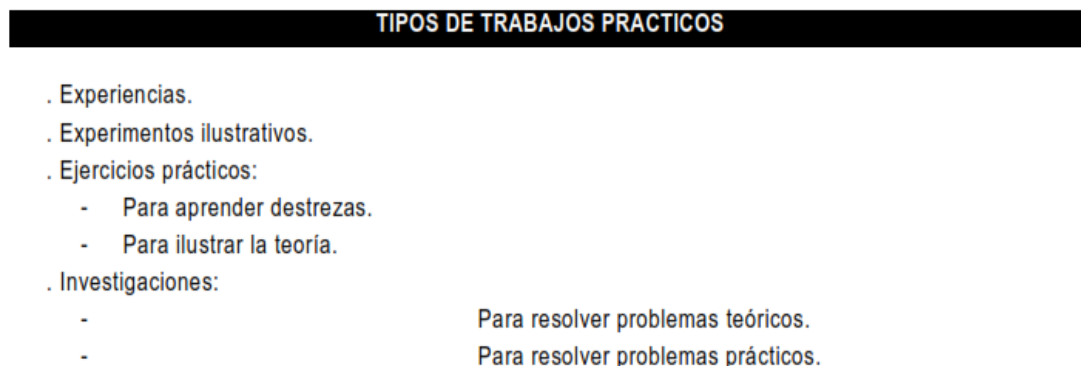 TIPOS DE TRABAJOS PRACTICOS
. Experiencias.
. Experimentos ilustrativos.
. Ejercicios prácticos:
- Para aprender destrezas.
- Para ilustrar la teoría.
. Investigaciones:
- Para resolver problemas teóricos.
- Para resolver problemas prácticos.